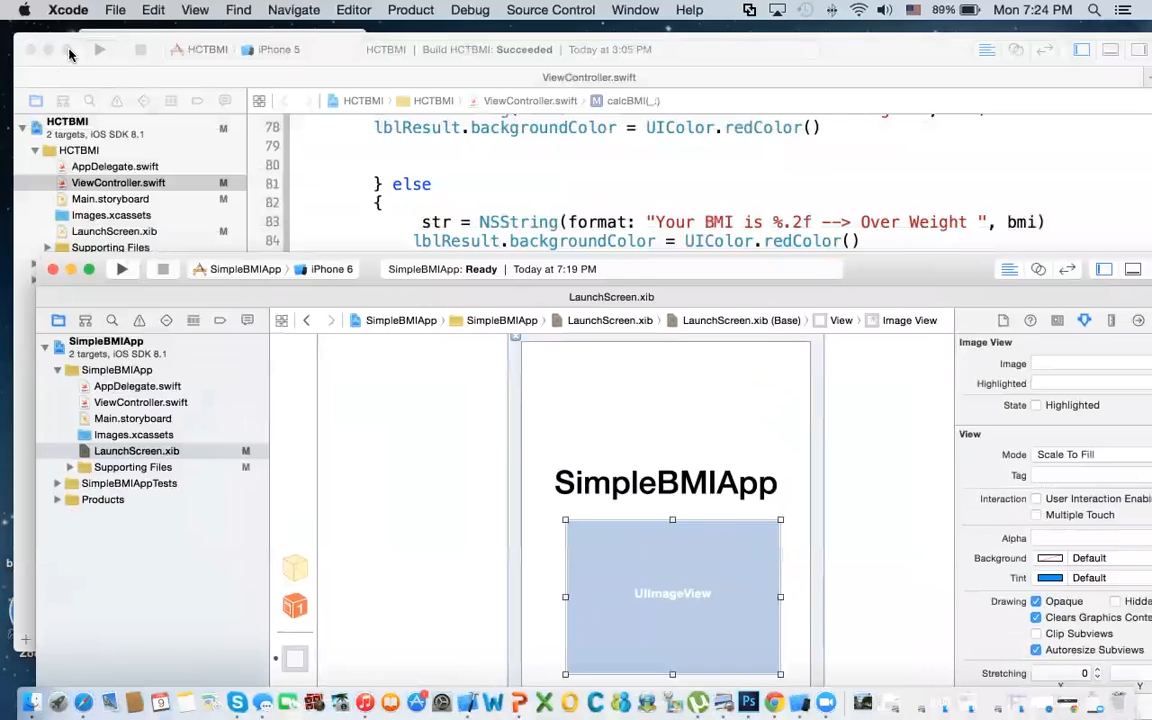 Xcode File Edit View Find Navigate Editor Product Debug Source Control Window Help 89% Mon 7:24 PM
HCTBMI iPhone 5 HCTBMI | Build HCTBMI: Succeeded | Today at 3:05 PM
ViewController.swift
HCTBMI HCTBMI ViewController.swift M calcBMI(_:)
HCTBMI M
2 targets, iOS SDK 8.1
HCTBMI
AppDelegate.swift
ViewController.swift M
Main.storyboard M
Images.xcassets
LaunchScreen.xib M
Supporting Files
78 lblResult.backgroundColor = UIColor.redColor()
79
80
81 } else
82 {
83 str = NSString(format: "Your BMI is %.2f --> Over Weight ", bmi)
84 lblResult.backgroundColor = UIColor.redColor()
SimpleBMIApp iPhone 6 SimpleBMIApp: Ready | Today at 7:19 PM
LaunchScreen.xib
SimpleBMIApp SimpleBMIApp LaunchScreen.xib LaunchScreen.xib (Base) View Image View
SimpleBMIApp
2 targets, iOS SDK 8.1
SimpleBMIApp
AppDelegate.swift
ViewController.swift
Main.storyboard
Images.xcassets
LaunchScreen.xib M
Supporting Files M
SimpleBMIAppTests
Products
SimpleBMIApp
UIImageView
Image View
Image
Highlighted
State Highlighted
View
Mode Scale To Fill
Tag
Interaction User Interaction Enabl
Multiple Touch
Alpha
Background Default
Tint Default
Drawing Opaque Hidde
Clears Graphics Conte
Clip Subviews
Autoresize Subviews
Stretching 0
X Y